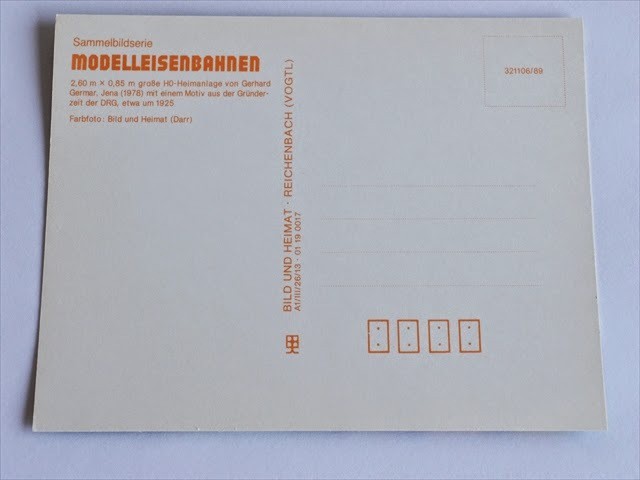 Sammelbildserie
MODELLEISENBAHNEN
2,60 m × 0,85 m große H0-Heimanlage von Gerhard
Germar, Jena (1978) mit einem Motiv aus der Gründer-
zeit der DRG, etwa um 1925
Farbfoto: Bild und Heimat (Darr)
BILD UND HEIMAT · REICHENBACH (VOGTL)
A1/III/26/13 · 01 19 0017
321106/89